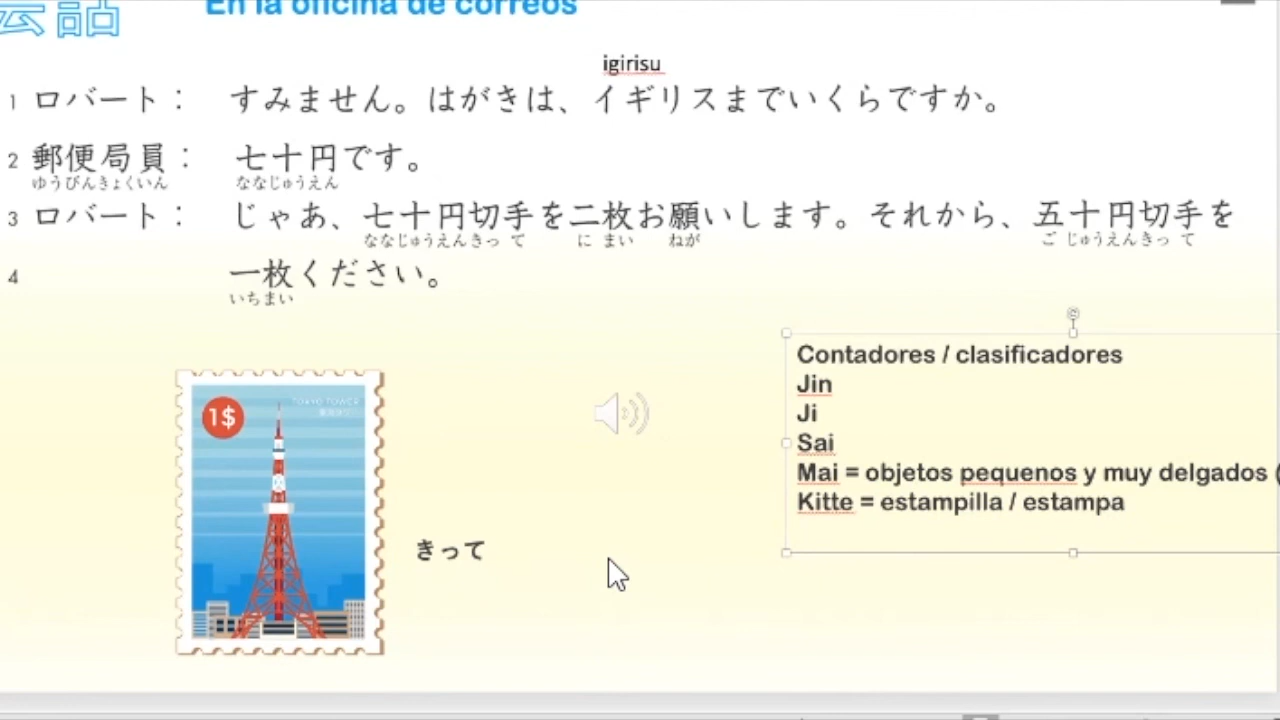 会話
En la oficina de correos
igirisu
1 ロバート： すみません。はがきは、イギリスまでいくらですか。
2 郵便局員： 七十円です。
ゆうびんきょくいん ななじゅうえん
3 ロバート： じゃあ、七十円切手を二枚お願いします。それから、五十円切手を
ななじゅうえんきって に まい ねが ご じゅうえんきって
4 一枚ください。
いちまい
Contadores / clasificadores
Jin
Ji
Sai
Mai = objetos pequenos y muy delgados (
Kitte = estampilla / estampa
1$
TOKYO TOWER
きって